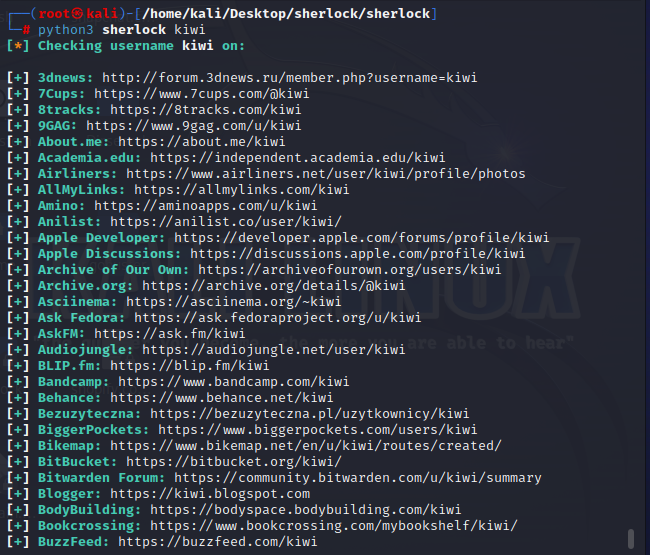 (root㉿kali)-[/home/kali/Desktop/sherlock/sherlock]
# python3 sherlock kiwi
[*] Checking username kiwi on:
[+] 3dnews: http://forum.3dnews.ru/member.php?username=kiwi
[+] 7Cups: https://www.7cups.com/@kiwi
[+] 8tracks: https://8tracks.com/kiwi
[+] 9GAG: https://www.9gag.com/u/kiwi
[+] About.me: https://about.me/kiwi
[+] Academia.edu: https://independent.academia.edu/kiwi
[+] Airliners: https://www.airliners.net/user/kiwi/profile/photos
[+] AllMyLinks: https://allmylinks.com/kiwi
[+] Amino: https://aminoapps.com/u/kiwi
[+] Anilist: https://anilist.co/user/kiwi/
[+] Apple Developer: https://developer.apple.com/forums/profile/kiwi
[+] Apple Discussions: https://discussions.apple.com/profile/kiwi
[+] Archive of Our Own: https://archiveofourown.org/users/kiwi
[+] Archive.org: https://archive.org/details/@kiwi
[+] Asciinema: https://asciinema.org/~kiwi
[+] Ask Fedora: https://ask.fedoraproject.org/u/kiwi
[+] AskFM: https://ask.fm/kiwi
the more you are able to hear"
[+] Audiojungle: https://audiojungle.net/user/kiwi
[+] BLIP.fm: https://blip.fm/kiwi
[+] Bandcamp: https://www.bandcamp.com/kiwi
[+] Behance: https://www.behance.net/kiwi
[+] Bezuzyteczna: https://bezuzyteczna.pl/uzytkownicy/kiwi
[+] BiggerPockets: https://www.biggerpockets.com/users/kiwi
[+] Bikemap: https://www.bikemap.net/en/u/kiwi/routes/created/
[+] BitBucket: https://bitbucket.org/kiwi/
[+] Bitwarden Forum: https://community.bitwarden.com/u/kiwi/summary
[+] Blogger: https://kiwi.blogspot.com
[+] BodyBuilding: https://bodyspace.bodybuilding.com/kiwi
[+] Bookcrossing: https://www.bookcrossing.com/mybookshelf/kiwi/
[+] BuzzFeed: https://buzzfeed.com/kiwi